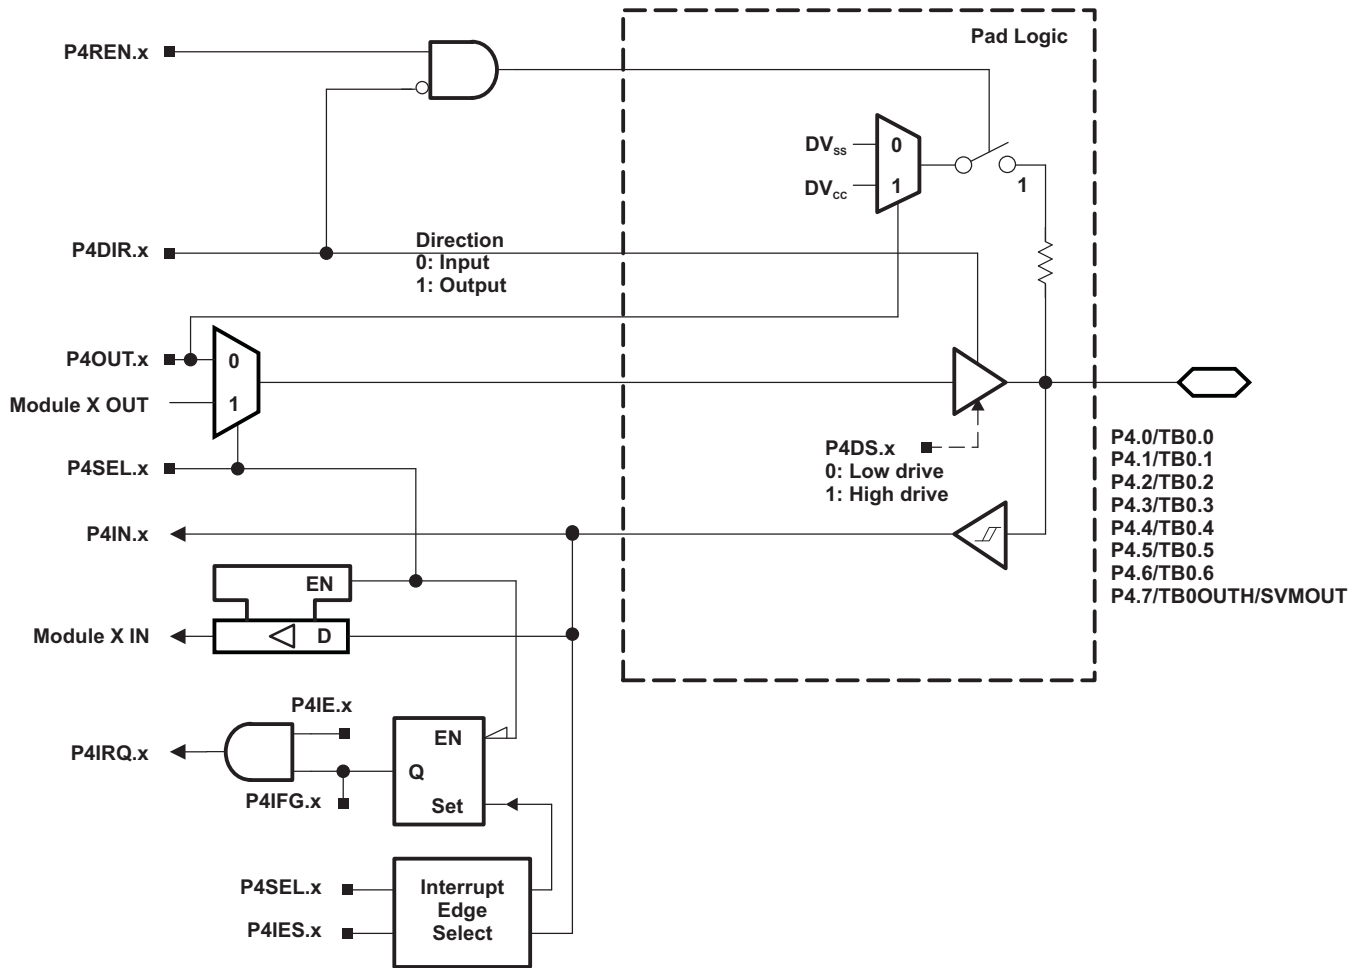 Pad Logic
P4REN.x
DVSS
0
DVCC
1
1
P4DIR.x
Direction
0: Input
1: Output
P4OUT.x
0
Module X OUT
1
P4DS.x
0: Low drive
1: High drive
P4SEL.x
P4.0/TB0.0
P4.1/TB0.1
P4.2/TB0.2
P4.3/TB0.3
P4.4/TB0.4
P4.5/TB0.5
P4.6/TB0.6
P4.7/TB0OUTH/SVMOUT
P4IN.x
EN
Module X IN
D
P4IE.x
P4IRQ.x
EN
Q
P4IFG.x
Set
P4SEL.x
P4IES.x
Interrupt
Edge
Select